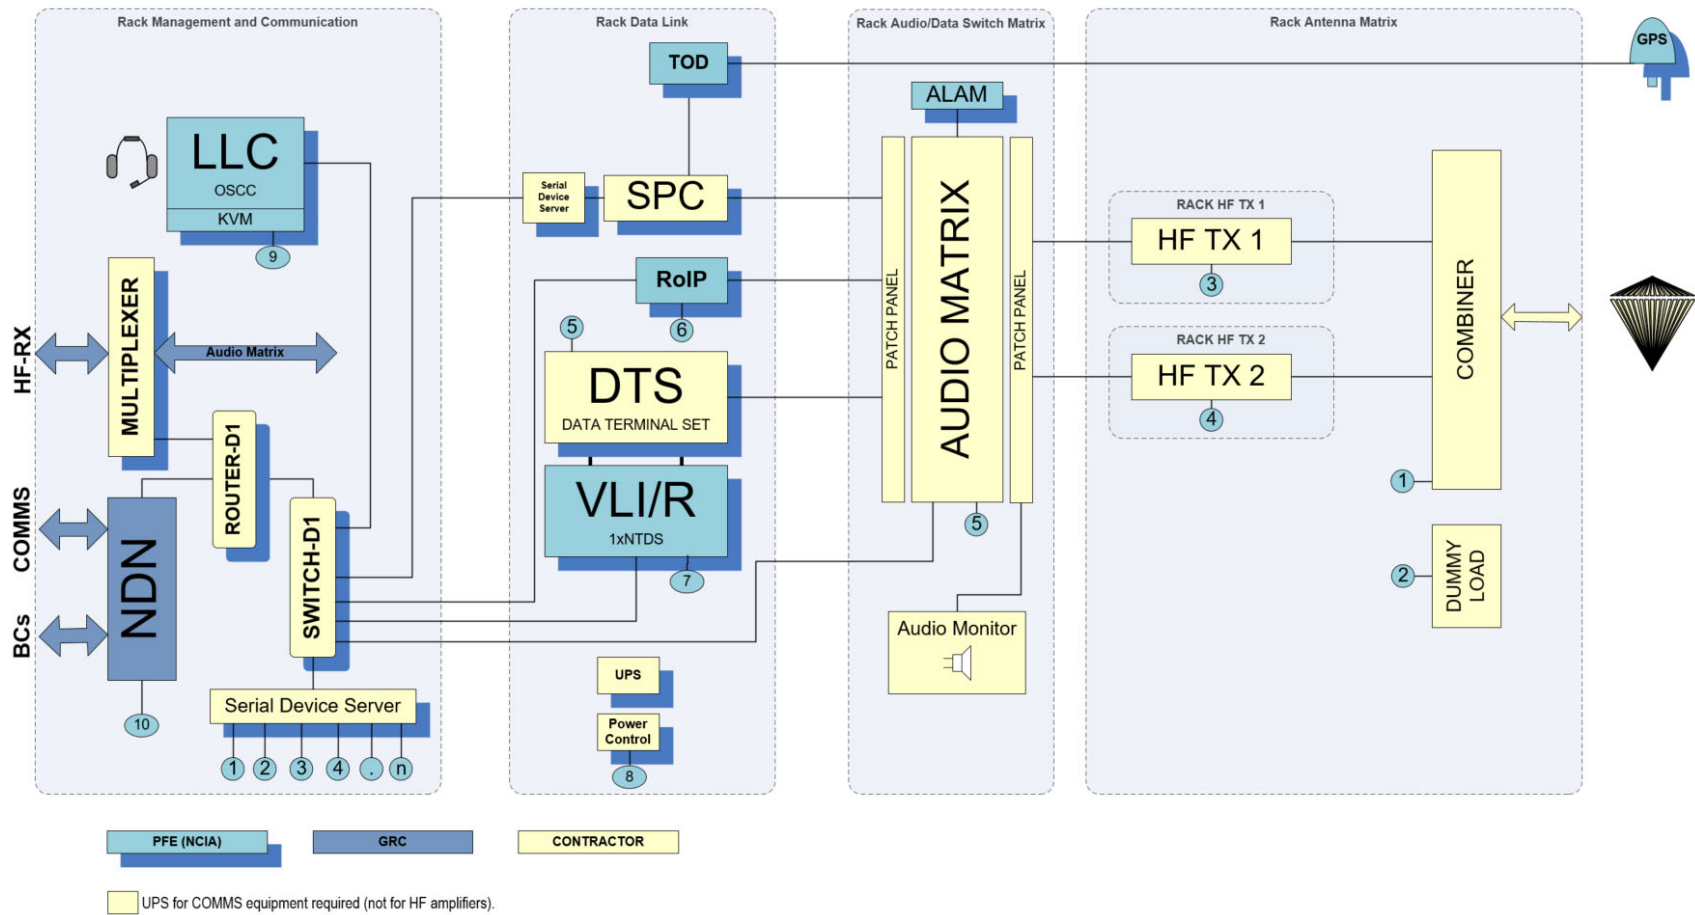 Rack Management and Communication
Rack Data Link
Rack Audio/Data Switch Matrix
Rack Antenna Matrix
TOD
GPS
ALAM
LLC
OSCC
KVM
9
Serial
Device
Server
SPC
RoIP
6
5
DTS
DATA TERMINAL SET
VLI/R
1xNTDS
7
PATCH PANEL
AUDIO MATRIX
PATCH PANEL
5
RACK HF TX 1
HF TX 1
3
RACK HF TX 2
HF TX 2
4
COMBINER
1
2
DUMMY
LOAD
HF-RX
MULTIPLEXER
Audio Matrix
ROUTER-D1
COMMS
NDN
SWITCH-D1
BCs
10
Serial Device Server
1
2
3
4
.
n
UPS
Power
Control
8
Audio Monitor
PFE (NCIA)
GRC
CONTRACTOR
UPS for COMMS equipment required (not for HF amplifiers).